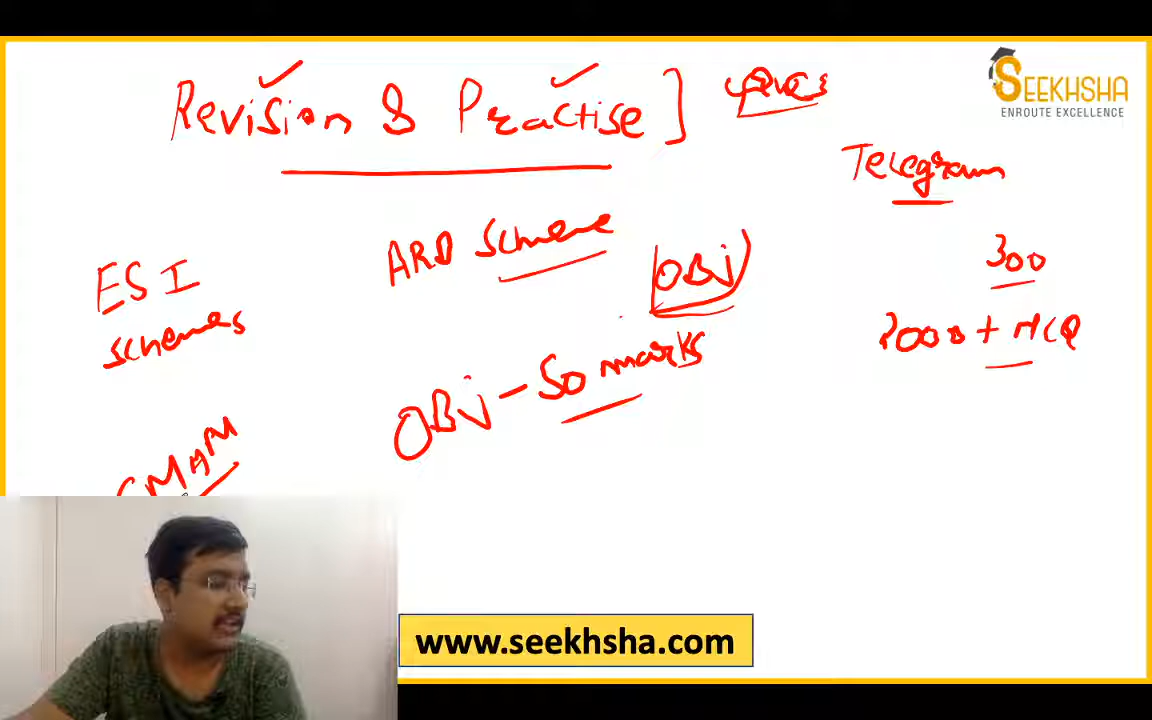 Revision & Practise]
SEEKHSHA
ENROUTE EXCELLENCE
Telegram
ARD Scheme
OBJ
ESI
Schemes
300
2000 + MCQ
OBJ - 50 marks
SMAM
www.seekhsha.com